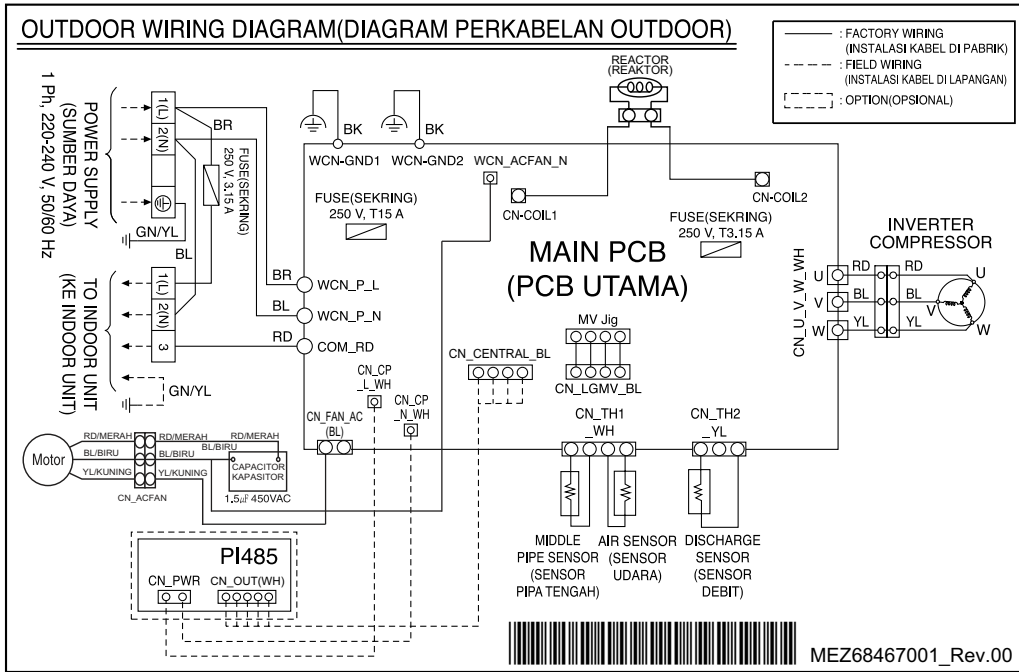 OUTDOOR WIRING DIAGRAM(DIAGRAM PERKABELAN OUTDOOR)
: FACTORY WIRING
(INSTALASI KABEL DI PABRIK)
: FIELD WIRING
(INSTALASI KABEL DI LAPANGAN)
: OPTION(OPSIONAL)
REACTOR
(REAKTOR)
POWER SUPPLY
(SUMBER DAYA)
1 Ph, 220-240 V, 50/60 Hz
1(L)
2(N)
BR
FUSE(SEKRING)
250 V, 3.15 A
GN/YL
BL
TO INDOOR UNIT
(KE INDOOR UNIT)
1(L)
2(N)
3
GN/YL
BK
BK
WCN-GND1
WCN-GND2
WCN_ACFAN_N
CN-COIL1
CN-COIL2
FUSE(SEKRING)
250 V, T15 A
FUSE(SEKRING)
250 V, T3.15 A
MAIN PCB
(PCB UTAMA)
BR
WCN_P_L
BL
WCN_P_N
RD
COM_RD
INVERTER
COMPRESSOR
CN_U_V_W_WH
U
RD
RD
U
V
BL
BL
V
W
YL
YL
W
MV Jig
CN_LGMV_BL
CN_CENTRAL_BL
CN_CP
_L_WH
CN_CP
_N_WH
CN_FAN_AC
(BL)
CN_TH1
_WH
CN_TH2
_YL
Motor
RD/MERAH
RD/MERAH
RD/MERAH
BL/BIRU
BL/BIRU
BL/BIRU
YL/KUNING
YL/KUNING
CN_ACFAN
CAPACITOR
KAPASITOR
1.5㎌ 450VAC
MIDDLE
PIPE SENSOR
(SENSOR
PIPA TENGAH)
AIR SENSOR
(SENSOR
UDARA)
DISCHARGE
SENSOR
(SENSOR
DEBIT)
PI485
CN_PWR
CN_OUT(WH)
MEZ68467001_Rev.00